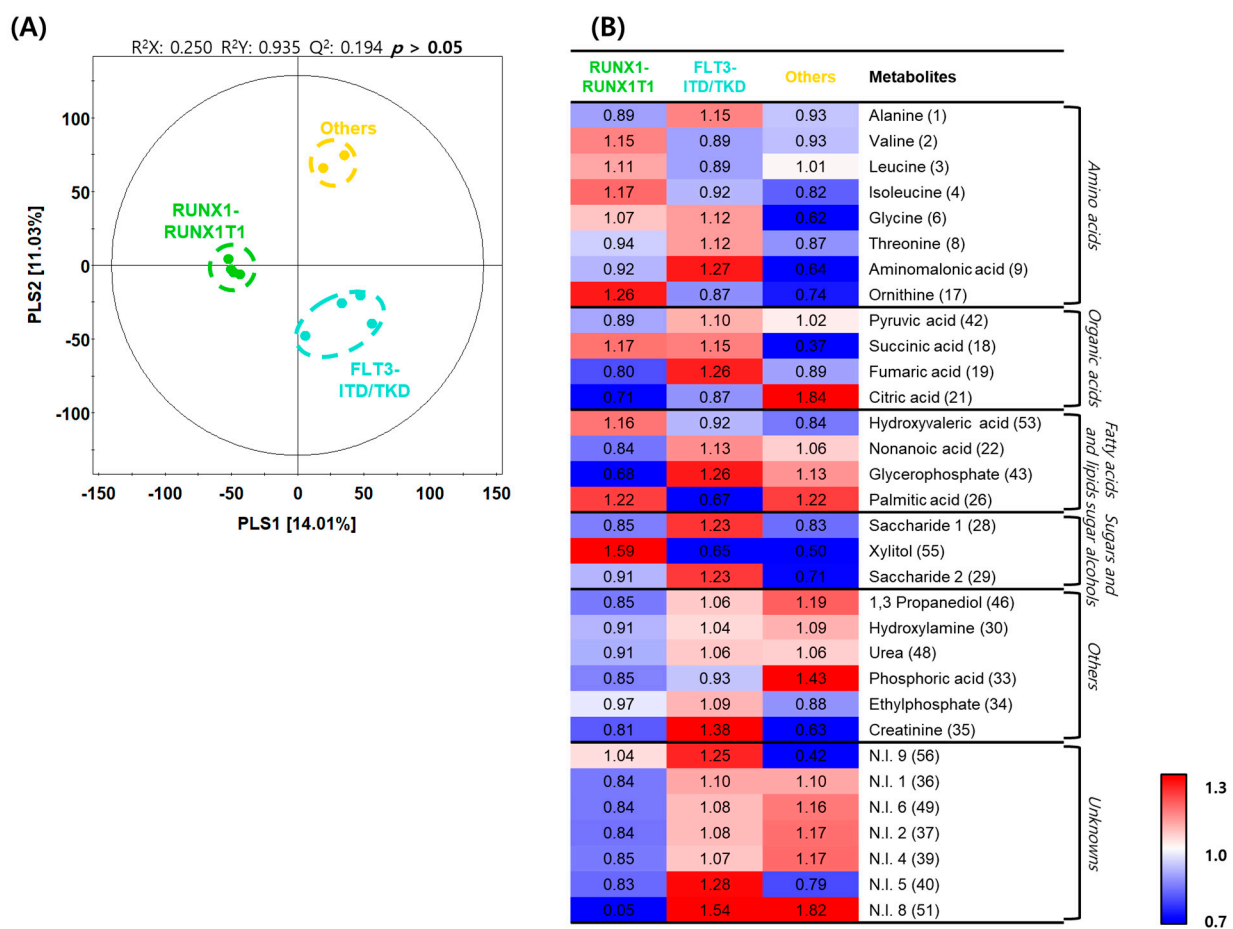 (A)
R²X: 0.250 R²Y: 0.935 Q²: 0.194 p > 0.05
PLS2 [11.03%]
100
50
0
-50
-100
Others
RUNX1-
RUNX1T1
FLT3-
ITD/TKD
-150 -100 -50 0 50 100 150
PLS1 [14.01%]
(B)
RUNX1-
RUNX1T1
FLT3-
ITD/TKD
Others
Metabolites
0.89 1.15 0.93 Alanine (1)
1.15 0.89 0.93 Valine (2)
1.11 0.89 1.01 Leucine (3)
1.17 0.92 0.82 Isoleucine (4)
1.07 1.12 0.62 Glycine (6)
0.94 1.12 0.87 Threonine (8)
0.92 1.27 0.64 Aminomalonic acid (9)
1.26 0.87 0.74 Ornithine (17)
Amino acids
0.89 1.10 1.02 Pyruvic acid (42)
1.17 1.15 0.37 Succinic acid (18)
0.80 1.26 0.89 Fumaric acid (19)
0.71 0.87 1.84 Citric acid (21)
Organic acids
1.16 0.92 0.84 Hydroxyvaleric acid (53)
0.84 1.13 1.06 Nonanoic acid (22)
0.68 1.26 1.13 Glycerophosphate (43)
1.22 0.67 1.22 Palmitic acid (26)
Fatty acids
and lipids
0.85 1.23 0.83 Saccharide 1 (28)
1.59 0.65 0.50 Xylitol (55)
0.91 1.23 0.71 Saccharide 2 (29)
Sugars and
sugar alcohols
0.85 1.06 1.19 1,3 Propanediol (46)
0.91 1.04 1.09 Hydroxylamine (30)
0.91 1.06 1.06 Urea (48)
0.85 0.93 1.43 Phosphoric acid (33)
0.97 1.09 0.88 Ethylphosphate (34)
0.81 1.38 0.63 Creatinine (35)
Others
1.04 1.25 0.42 N.I. 9 (56)
0.84 1.10 1.10 N.I. 1 (36)
0.84 1.08 1.16 N.I. 6 (49)
0.84 1.08 1.17 N.I. 2 (37)
0.85 1.07 1.17 N.I. 4 (39)
0.83 1.28 0.79 N.I. 5 (40)
0.05 1.54 1.82 N.I. 8 (51)
Unknowns
1.3
1.0
0.7